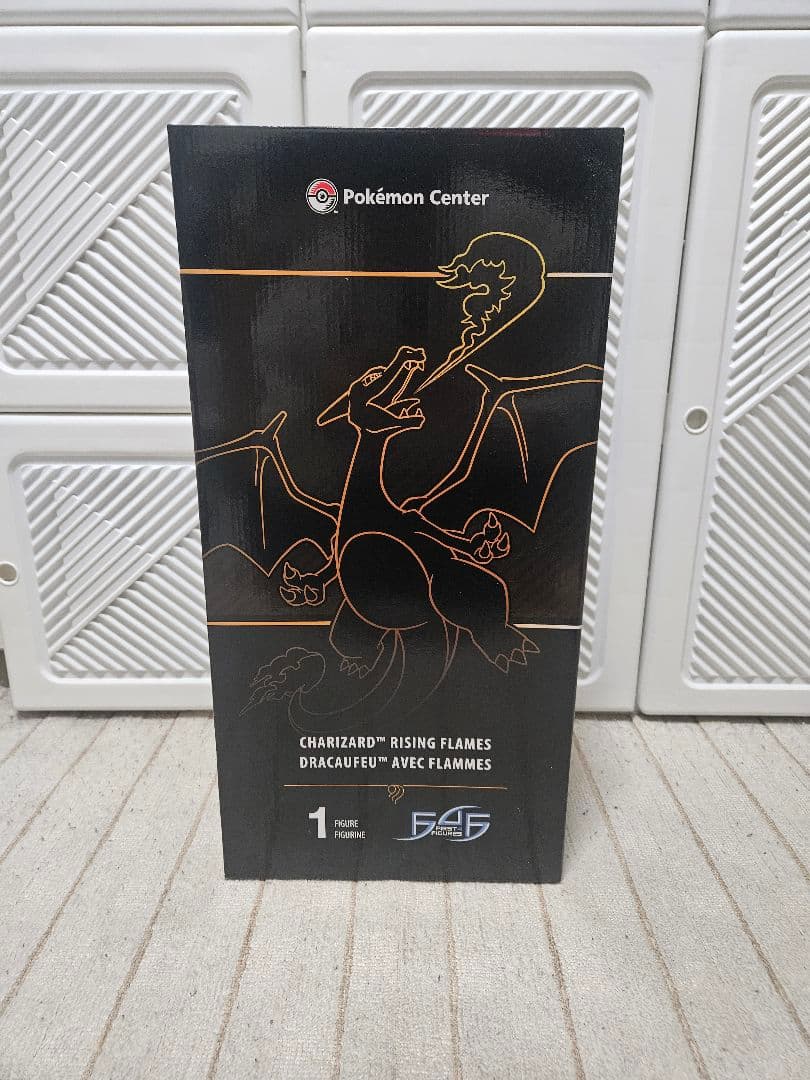 Pokémon Center
CHARIZARD™ RISING FLAMES
DRACAUFEU™ AVEC FLAMMES
1 FIGURE
FIGURINE
F4F
FIRST 4 FIGURES